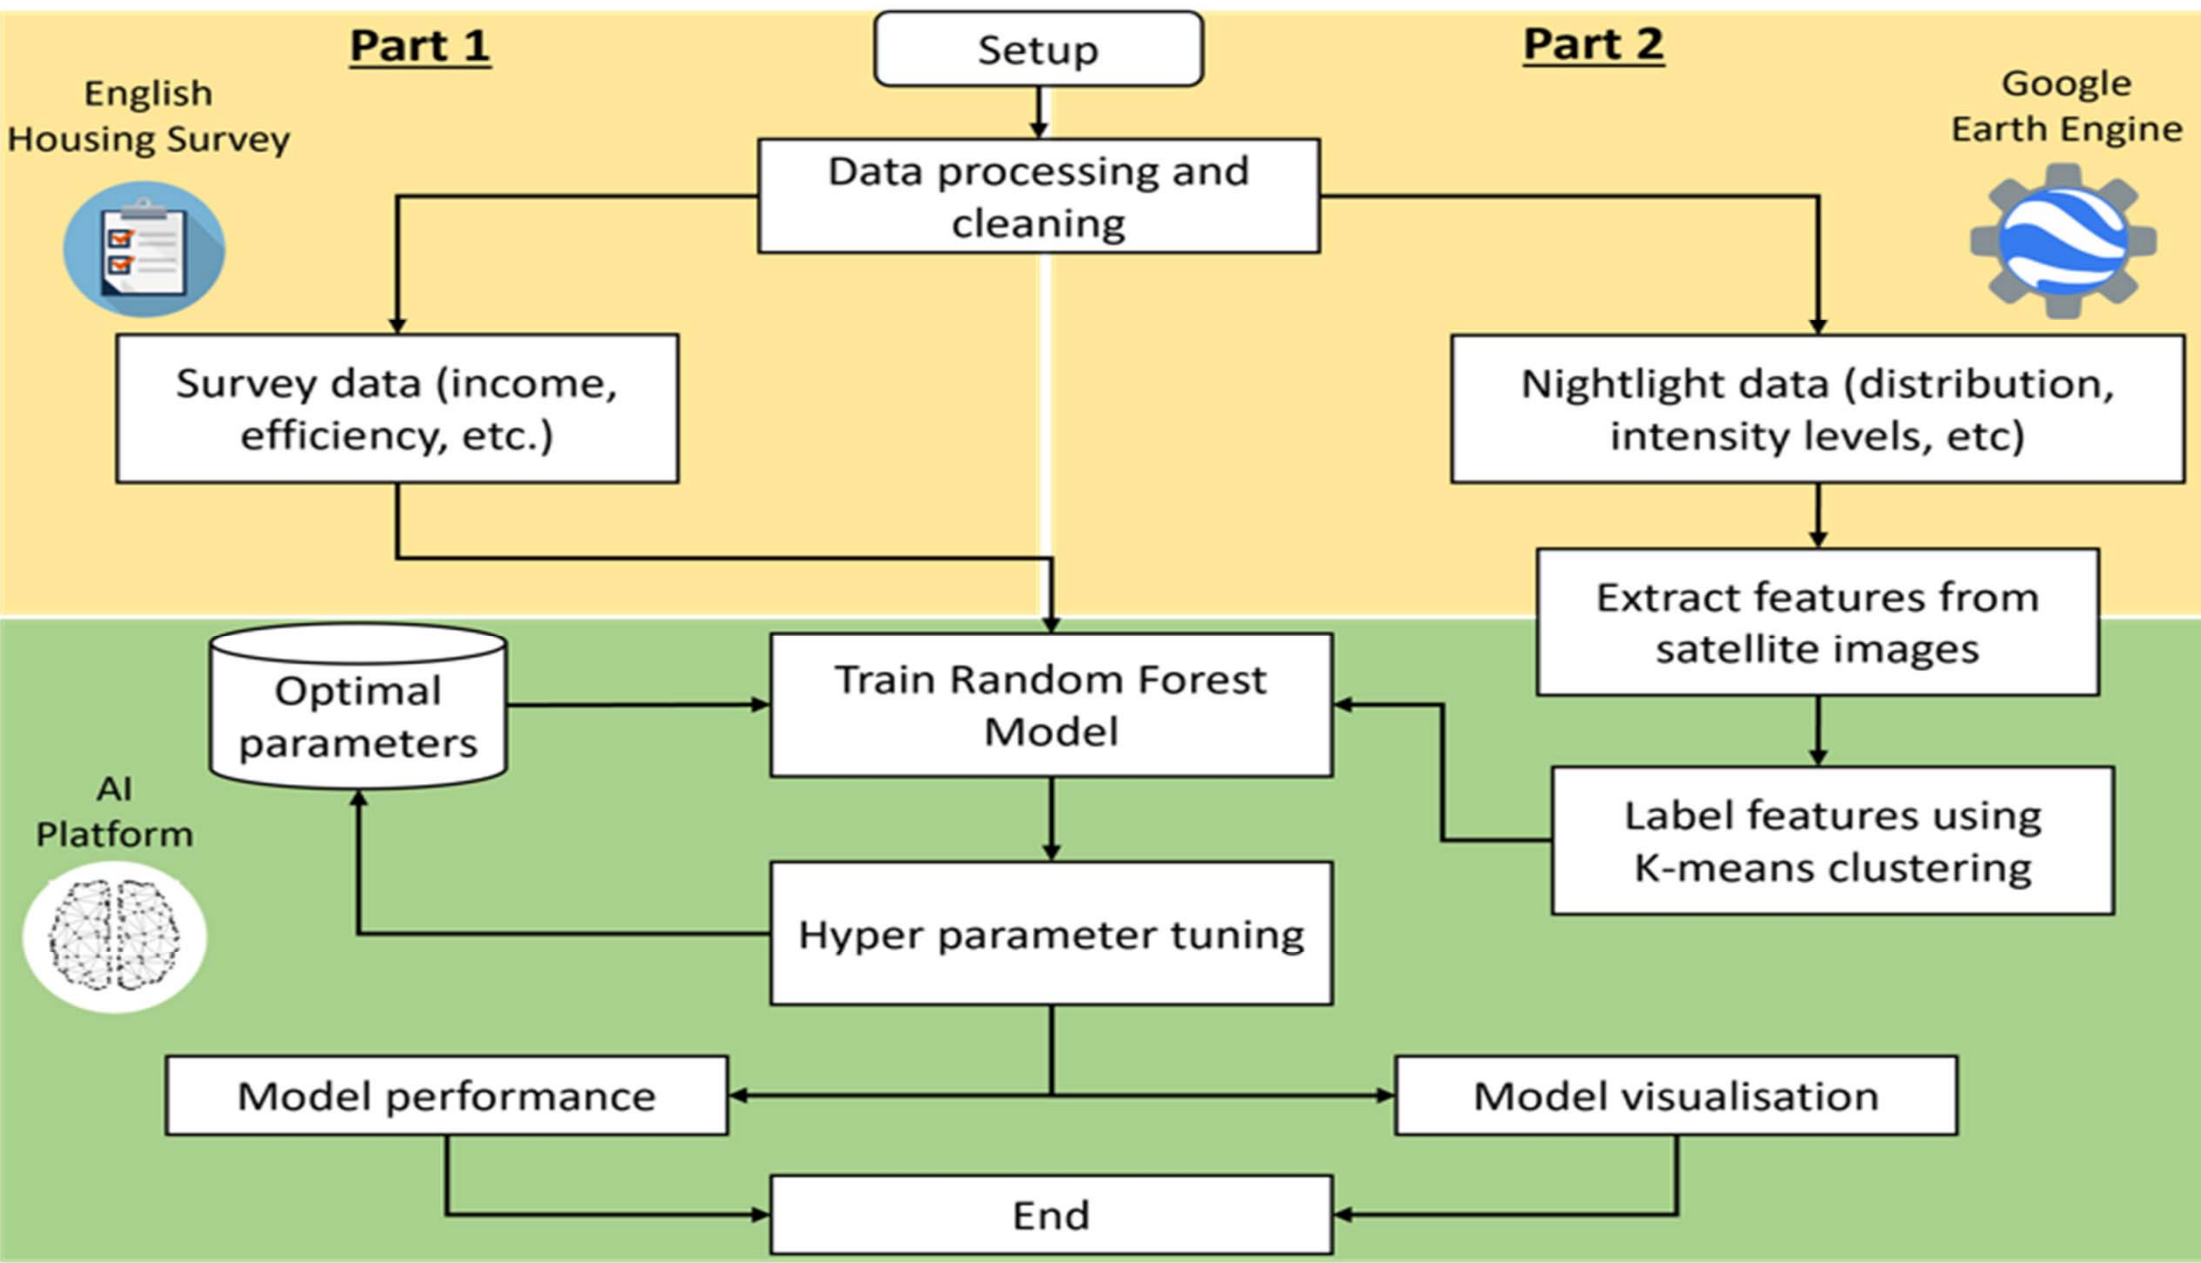 Part 1
Setup
Part 2
English
Housing Survey
Google
Earth Engine
Data processing and
cleaning
Survey data (income,
efficiency, etc.)
Nightlight data (distribution,
intensity levels, etc)
Extract features from
satellite images
Optimal
parameters
Train Random Forest
Model
AI
Platform
Label features using
K-means clustering
Hyper parameter tuning
Model performance
Model visualisation
End